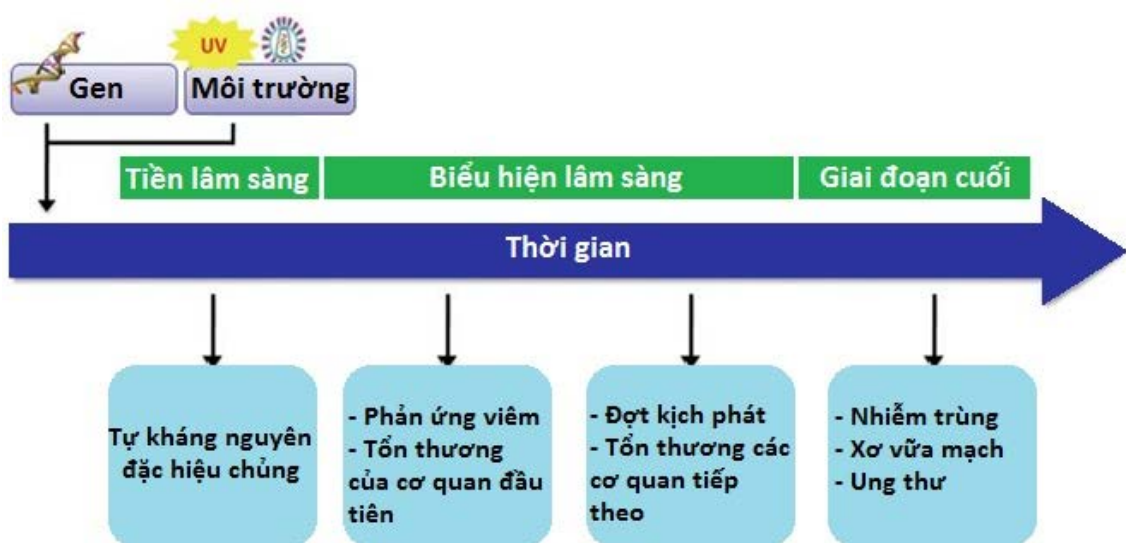 UV
Gen
Môi trường
Tiền lâm sàng
Biểu hiện lâm sàng
Giai đoạn cuối
Thời gian
Tự kháng nguyên
đặc hiệu chủng
- Phản ứng viêm
- Tổn thương
của cơ quan đầu
tiên
- Đợt kịch phát
- Tổn thương các
cơ quan tiếp
theo
- Nhiễm trùng
- Xơ vữa mạch
- Ung thư